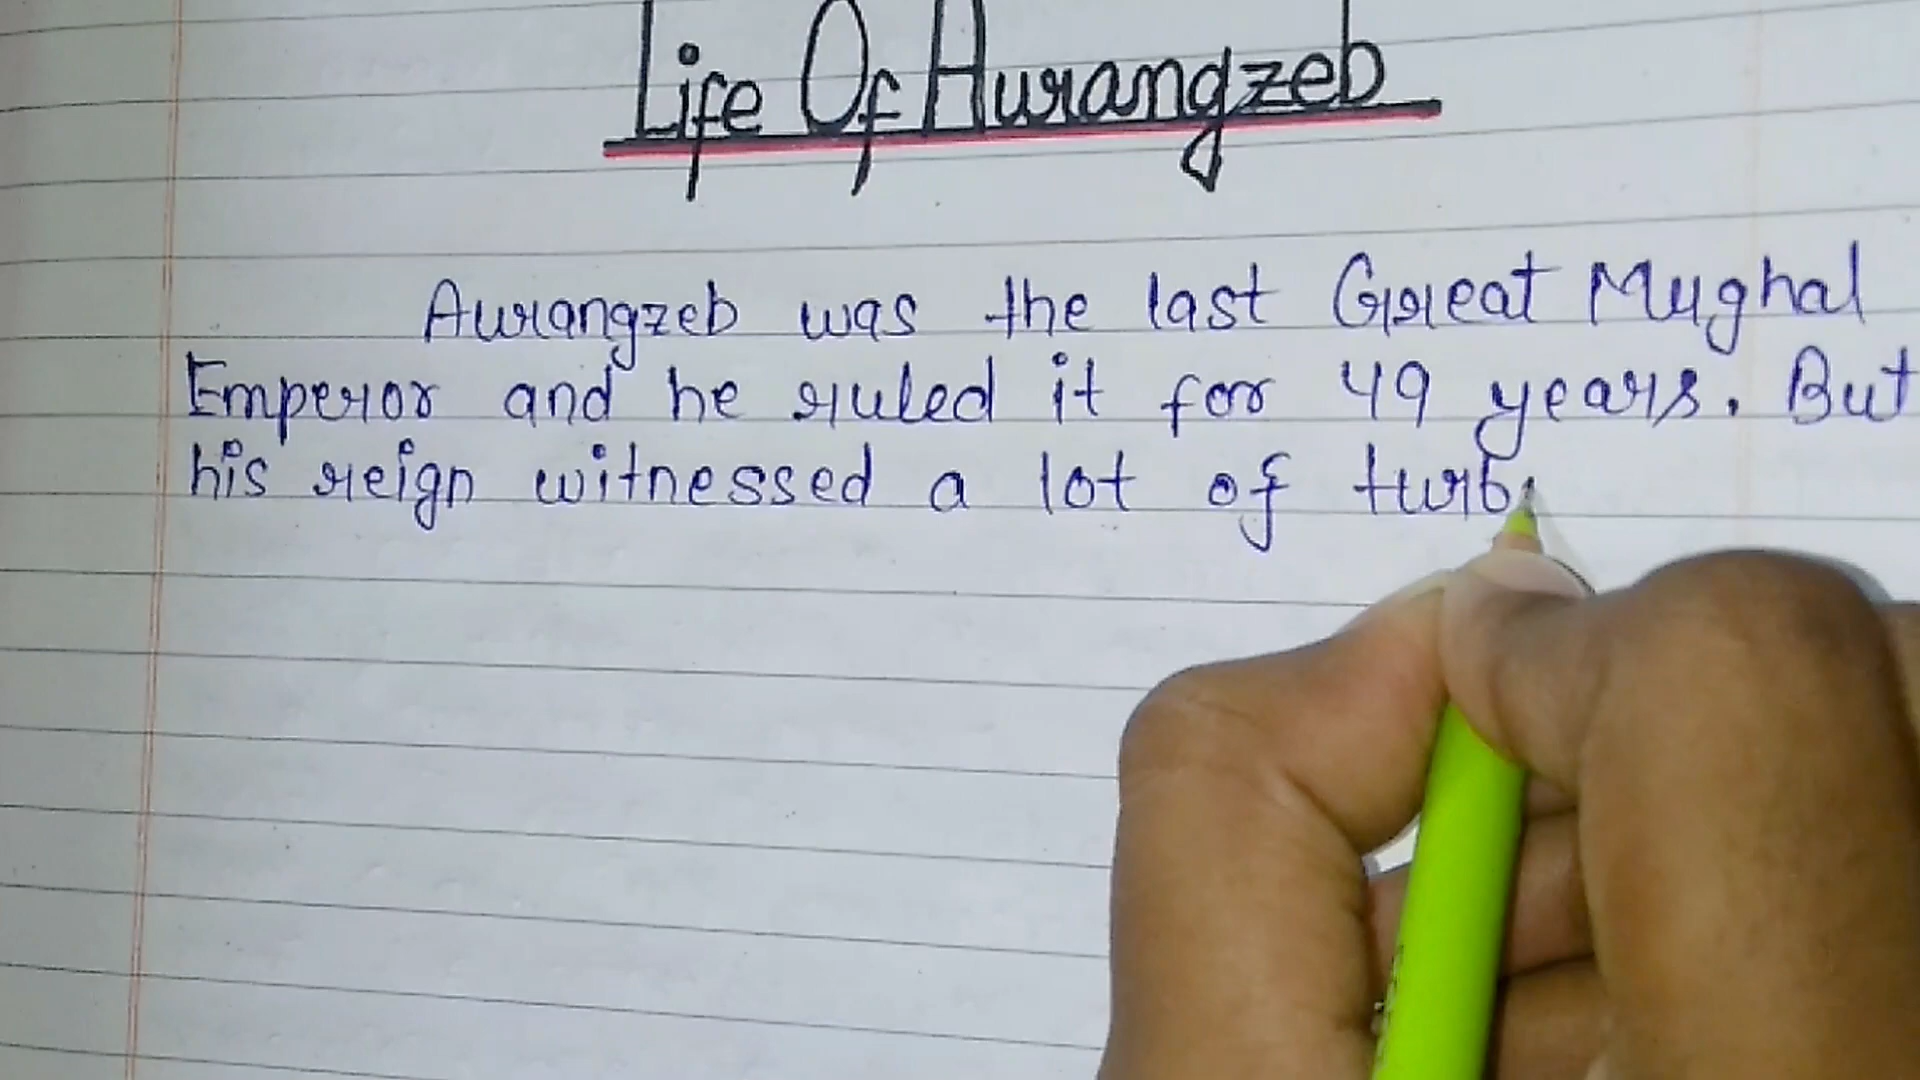 Life Of Aurangzeb
Aurangzeb was the last Great Mughal
Emperor and he ruled it for 49 years. But
his reign witnessed a lot of turb